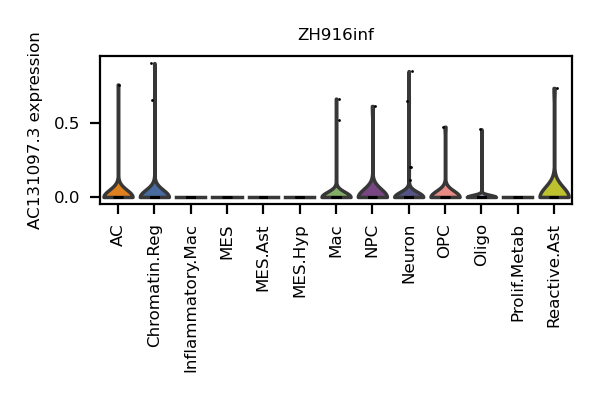 ZH916inf
AC131097.3 expression
0.5
0.0
AC
Chromatin.Reg
Inflammatory.Mac
MES
MES.Ast
MES.Hyp
Mac
NPC
Neuron
OPC
Oligo
Prolif.Metab
Reactive.Ast